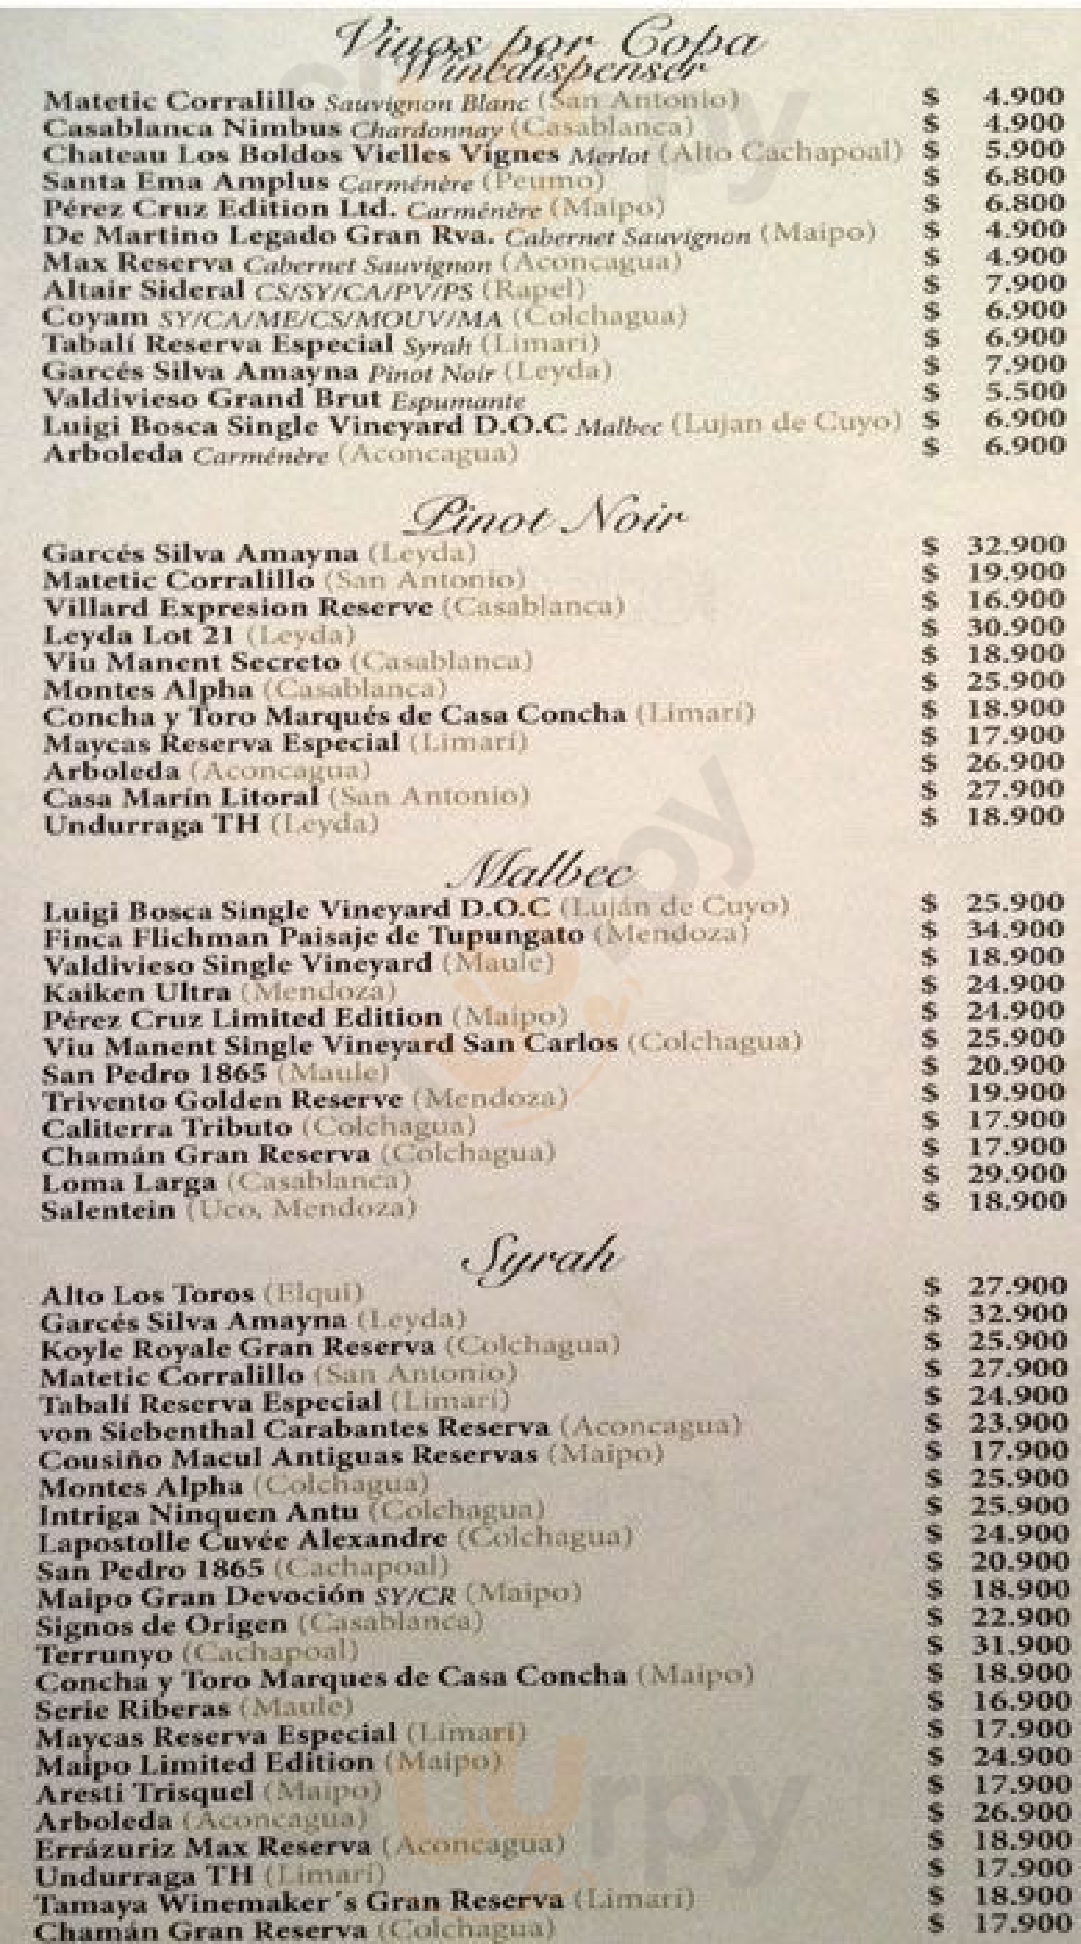 Vinos por Copa
Winedispenser
Matetic Corralillo Sauvignon Blanc (San Antonio) $ 4.900
Casablanca Nimbus Chardonnay (Casablanca) $ 4.900
Chateau Los Boldos Vielles Vignes Merlot (Alto Cachapoal) $ 5.900
Santa Ema Amplus Carménère (Peumo) $ 6.800
Pérez Cruz Edition Ltd. Carménère (Maipo) $ 6.800
De Martino Legado Gran Rva. Cabernet Sauvignon (Maipo) $ 4.900
Max Reserva Cabernet Sauvignon (Aconcagua) $ 4.900
Altair Sideral CS/SY/CA/PV/PS (Rapel) $ 7.900
Coyam SY/CA/ME/CS/MOUV/MA (Colchagua) $ 6.900
Tabalí Reserva Especial Syrah (Limarí) $ 6.900
Garcés Silva Amayna Pinot Noir (Leyda) $ 7.900
Valdivieso Grand Brut Espumante $ 5.500
Luigi Bosca Single Vineyard D.O.C Malbec (Lujan de Cuyo) $ 6.900
Arboleda Carménère (Aconcagua) $ 6.900
Pinot Noir
Garcés Silva Amayna (Leyda) $ 32.900
Matetic Corralillo (San Antonio) $ 19.900
Villard Expresion Reserve (Casablanca) $ 16.900
Leyda Lot 21 (Leyda) $ 30.900
Viu Manent Secreto (Casablanca) $ 18.900
Montes Alpha (Casablanca) $ 25.900
Concha y Toro Marqués de Casa Concha (Limarí) $ 18.900
Maycas Reserva Especial (Limarí) $ 17.900
Arboleda (Aconcagua) $ 26.900
Casa Marín Litoral (San Antonio) $ 27.900
Undurraga TH (Leyda) $ 18.900
Malbec
Luigi Bosca Single Vineyard D.O.C (Luján de Cuyo) $ 25.900
Finca Flichman Paisaje de Tupungato (Mendoza) $ 34.900
Valdivieso Single Vineyard (Maule) $ 18.900
Kaiken Ultra (Mendoza) $ 24.900
Pérez Cruz Limited Edition (Maipo) $ 24.900
Viu Manent Single Vineyard San Carlos (Colchagua) $ 25.900
San Pedro 1865 (Maule) $ 20.900
Trivento Golden Reserve (Mendoza) $ 19.900
Caliterra Tributo (Colchagua) $ 17.900
Chamán Gran Reserva (Colchagua) $ 17.900
Loma Larga (Casablanca) $ 29.900
Salentein (Uco, Mendoza) $ 18.900
Syrah
Alto Los Toros (Elqui) $ 27.900
Garcés Silva Amayna (Leyda) $ 32.900
Koyle Royale Gran Reserva (Colchagua) $ 25.900
Matetic Corralillo (San Antonio) $ 27.900
Tabalí Reserva Especial (Limarí) $ 24.900
von Siebenthal Carabantes Reserva (Aconcagua) $ 23.900
Cousiño Macul Antiguas Reservas (Maipo) $ 17.900
Montes Alpha (Colchagua) $ 25.900
Intriga Ninquen Antu (Colchagua) $ 25.900
Lapostolle Cuvée Alexandre (Colchagua) $ 24.900
San Pedro 1865 (Cachapoal) $ 20.900
Maipo Gran Devoción SY/CR (Maipo) $ 18.900
Signos de Origen (Casablanca) $ 22.900
Terrunyo (Cachapoal) $ 31.900
Concha y Toro Marques de Casa Concha (Maipo) $ 18.900
Serie Riberas (Maule) $ 16.900
Maycas Reserva Especial (Limarí) $ 17.900
Maipo Limited Edition (Maipo) $ 24.900
Aresti Trisquel (Maipo) $ 17.900
Arboleda (Aconcagua) $ 26.900
Errázuriz Max Reserva (Aconcagua) $ 18.900
Undurraga TH (Limarí) $ 17.900
Tamaya Winemaker´s Gran Reserva (Limarí) $ 18.900
Chamán Gran Reserva (Colchagua) $ 17.900